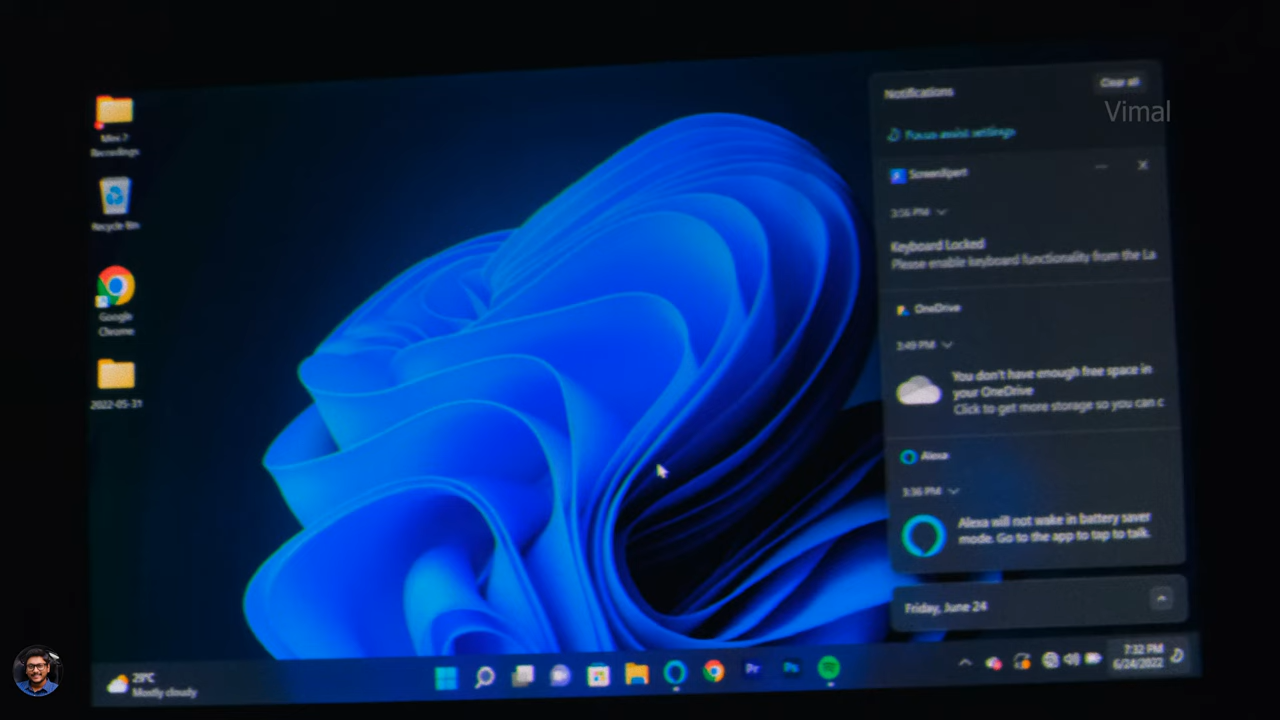 Vimal
Notifications
Clear all
Focus assist settings
ScreenXpert
3:56 PM
Keyboard Locked
Please enable keyboard functionality from the La
OneDrive
3:49 PM
You don't have enough free space in
your OneDrive
Click to get more storage so you can c
Alexa
3:36 PM
Alexa will not wake in battery saver
mode. Go to the app to tap to talk.
Friday, June 24
Recordings
Recycle Bin
Google
Chrome
2022-05-31
29°C
Mostly cloudy
Pr
Ps
7:32 PM
6/24/2022